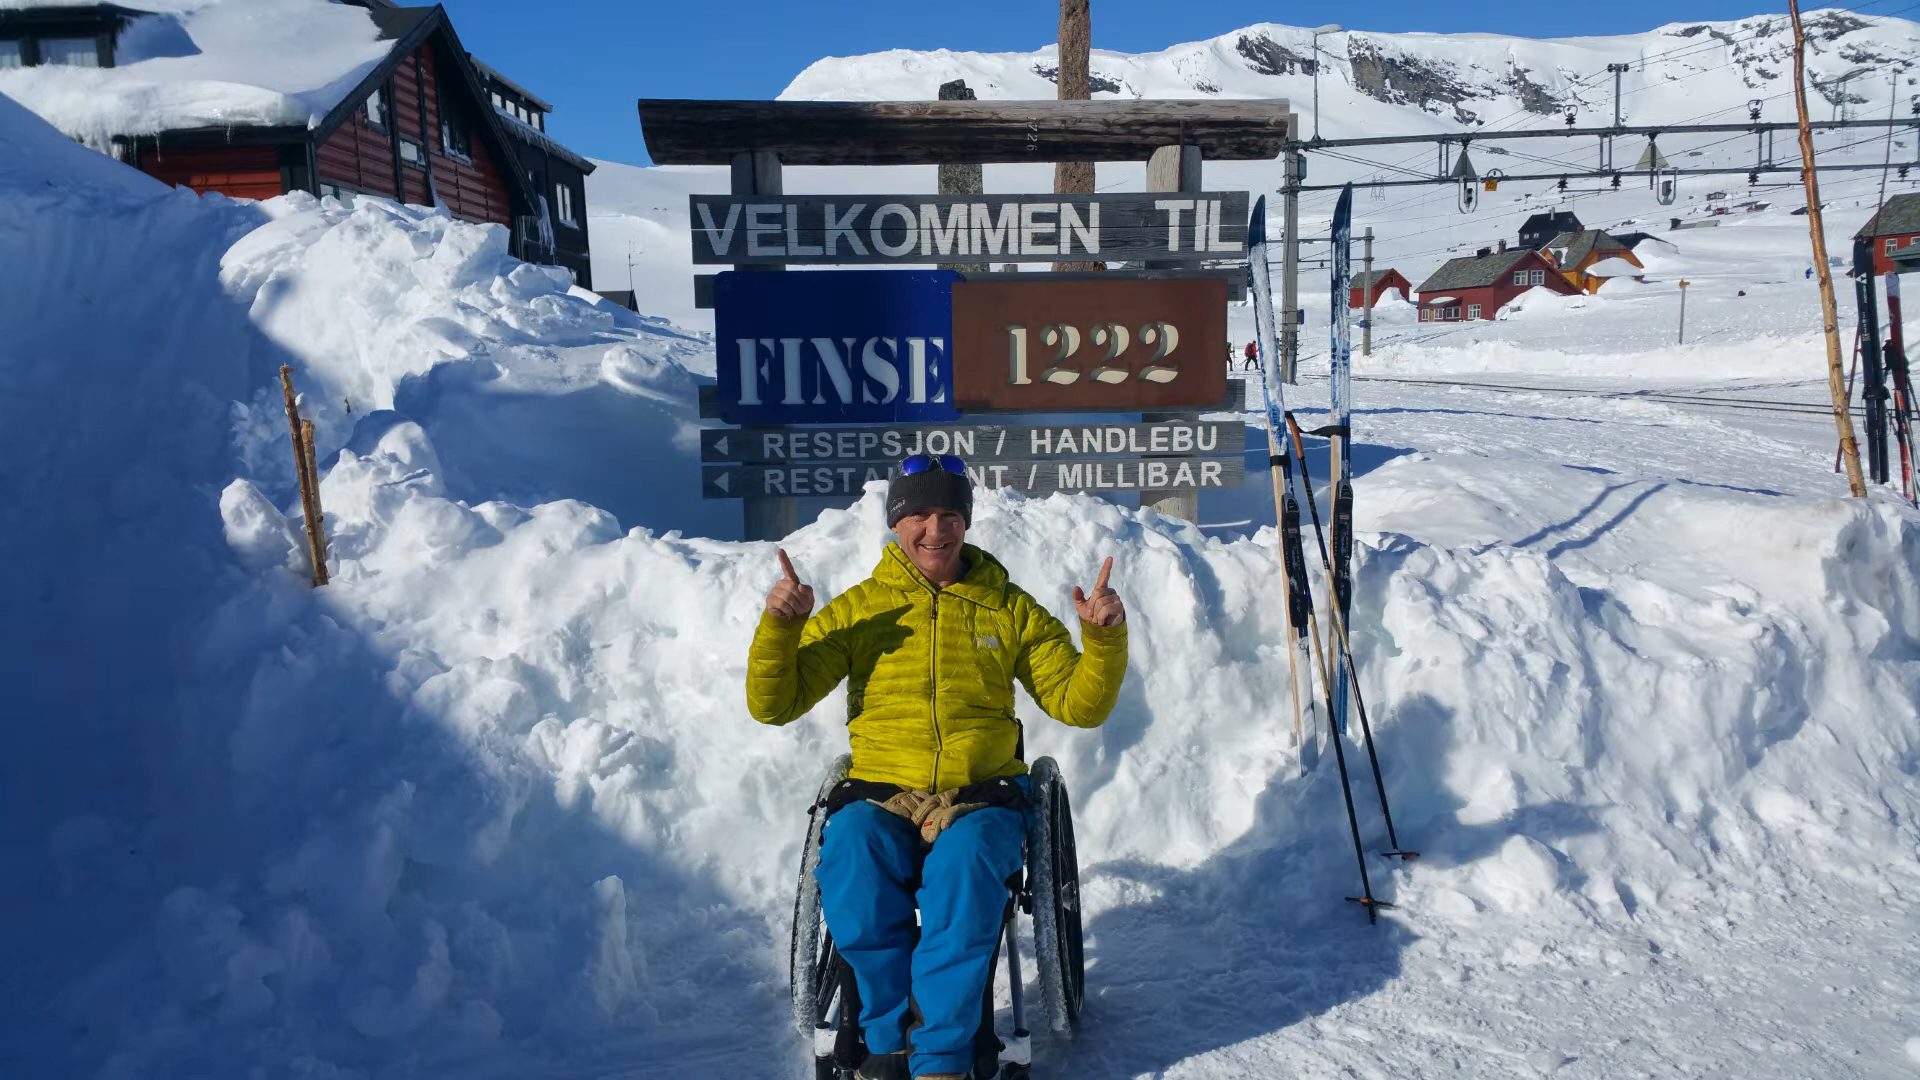 VELKOMMEN TIL
FINSE 1222
RESEPSJON / HANDLEBU
/ MILLIBAR